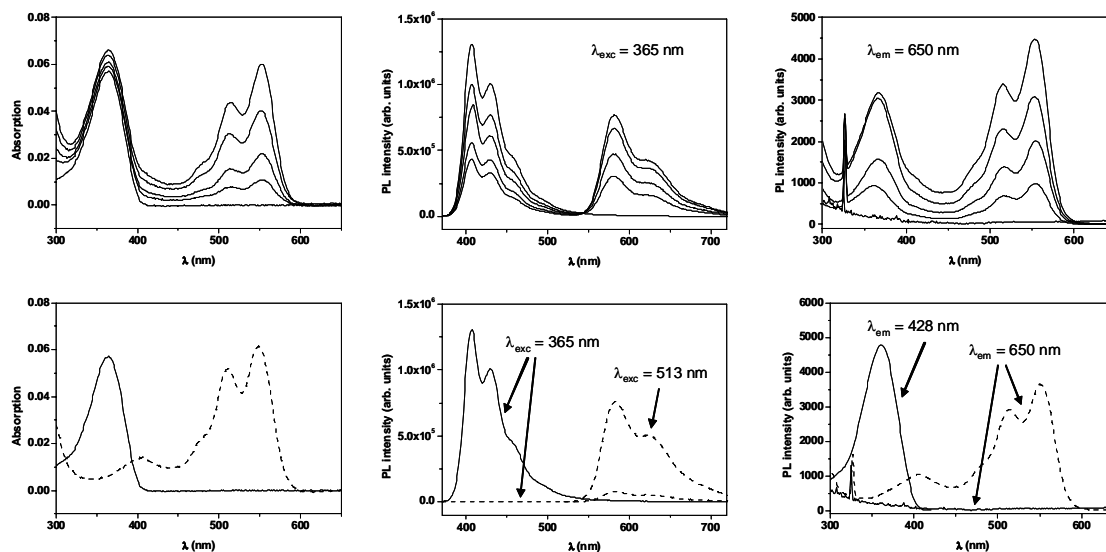 Absorption
0.08
0.06
0.04
0.02
0.00
300 400 500 600
λ (nm)
PL intensity (arb. units)
1.5x10⁶
1.0x10⁶
5.0x10⁵
0.0
λexc = 365 nm
400 500 600 700
λ (nm)
PL intensity (arb. units)
5000
4000
3000
2000
1000
0
λem = 650 nm
300 400 500 600
λ (nm)
Absorption
0.08
0.06
0.04
0.02
0.00
300 400 500 600
λ (nm)
PL intensity (arb. units)
1.5x10⁶
1.0x10⁶
5.0x10⁵
0.0
λexc = 365 nm
λexc = 513 nm
400 500 600 700
λ (nm)
PL intensity (arb. units)
6000
5000
4000
3000
2000
1000
0
λem = 428 nm
λem = 650 nm
300 400 500 600
λ (nm)